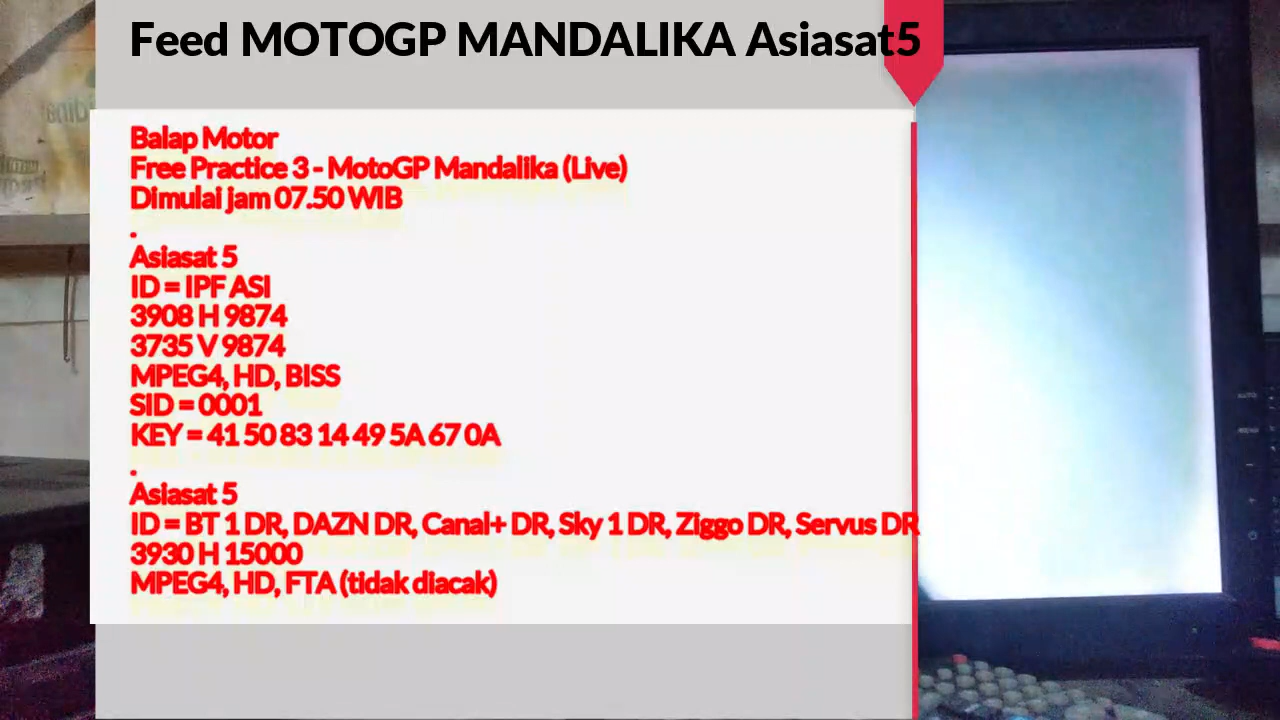 Feed MOTOGP MANDALIKA Asiasat5
Balap Motor
Free Practice 3 - MotoGP Mandalika (Live)
Dimulai jam 07.50 WIB
.
Asiasat 5
ID = IPF ASI
3908 H 9874
3735 V 9874
MPEG4, HD, BISS
SID = 0001
KEY = 41 50 83 14 49 5A 67 0A
.
Asiasat 5
ID = BT 1 DR, DAZN DR, Canal+ DR, Sky 1 DR, Ziggo DR, Servus DR
3930 H 15000
MPEG4, HD, FTA (tidak diacak)